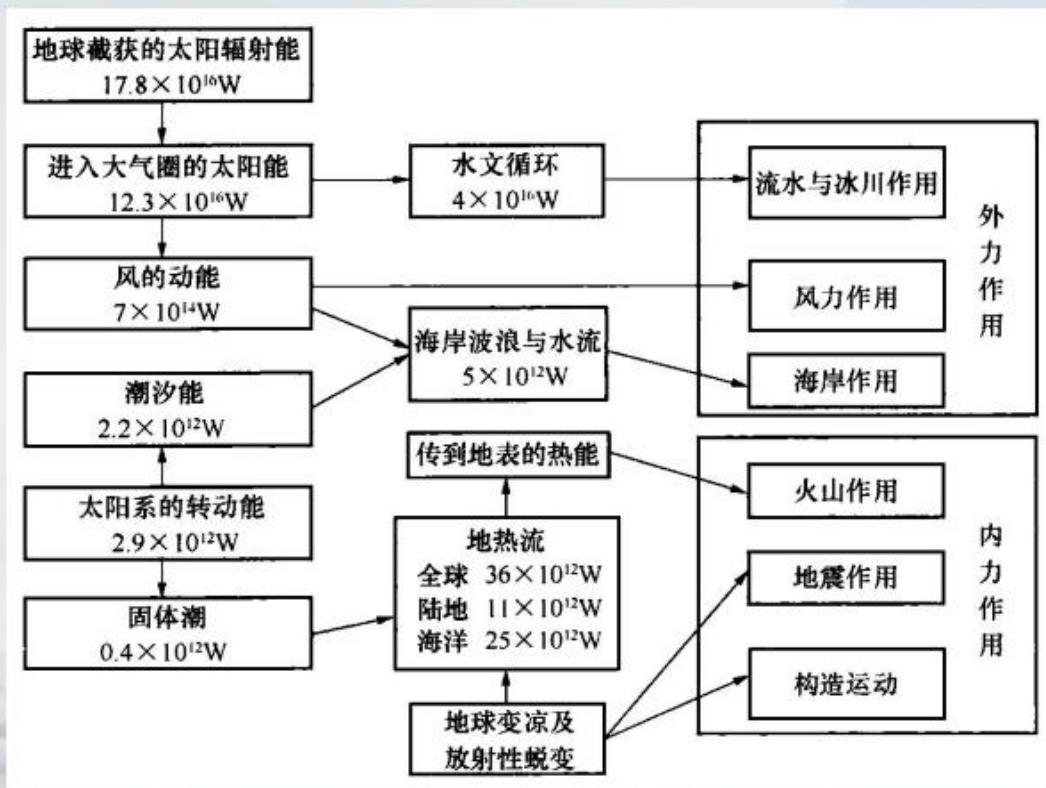 地球截获的太阳辐射能
17.8×10¹⁶W
进入大气圈的太阳能
12.3×10¹⁶W
水文循环
4×10¹⁶W
流水与冰川作用
风的动能
7×10¹⁴W
风力作用
海岸波浪与水流
5×10¹²W
海岸作用
外力作用
潮汐能
2.2×10¹²W
传到地表的热能
火山作用
太阳系的转动能
2.9×10¹²W
地热流
全球 36×10¹²W
陆地 11×10¹²W
海洋 25×10¹²W
地震作用
固体潮
0.4×10¹²W
构造运动
内力作用
地球变凉及
放射性蜕变